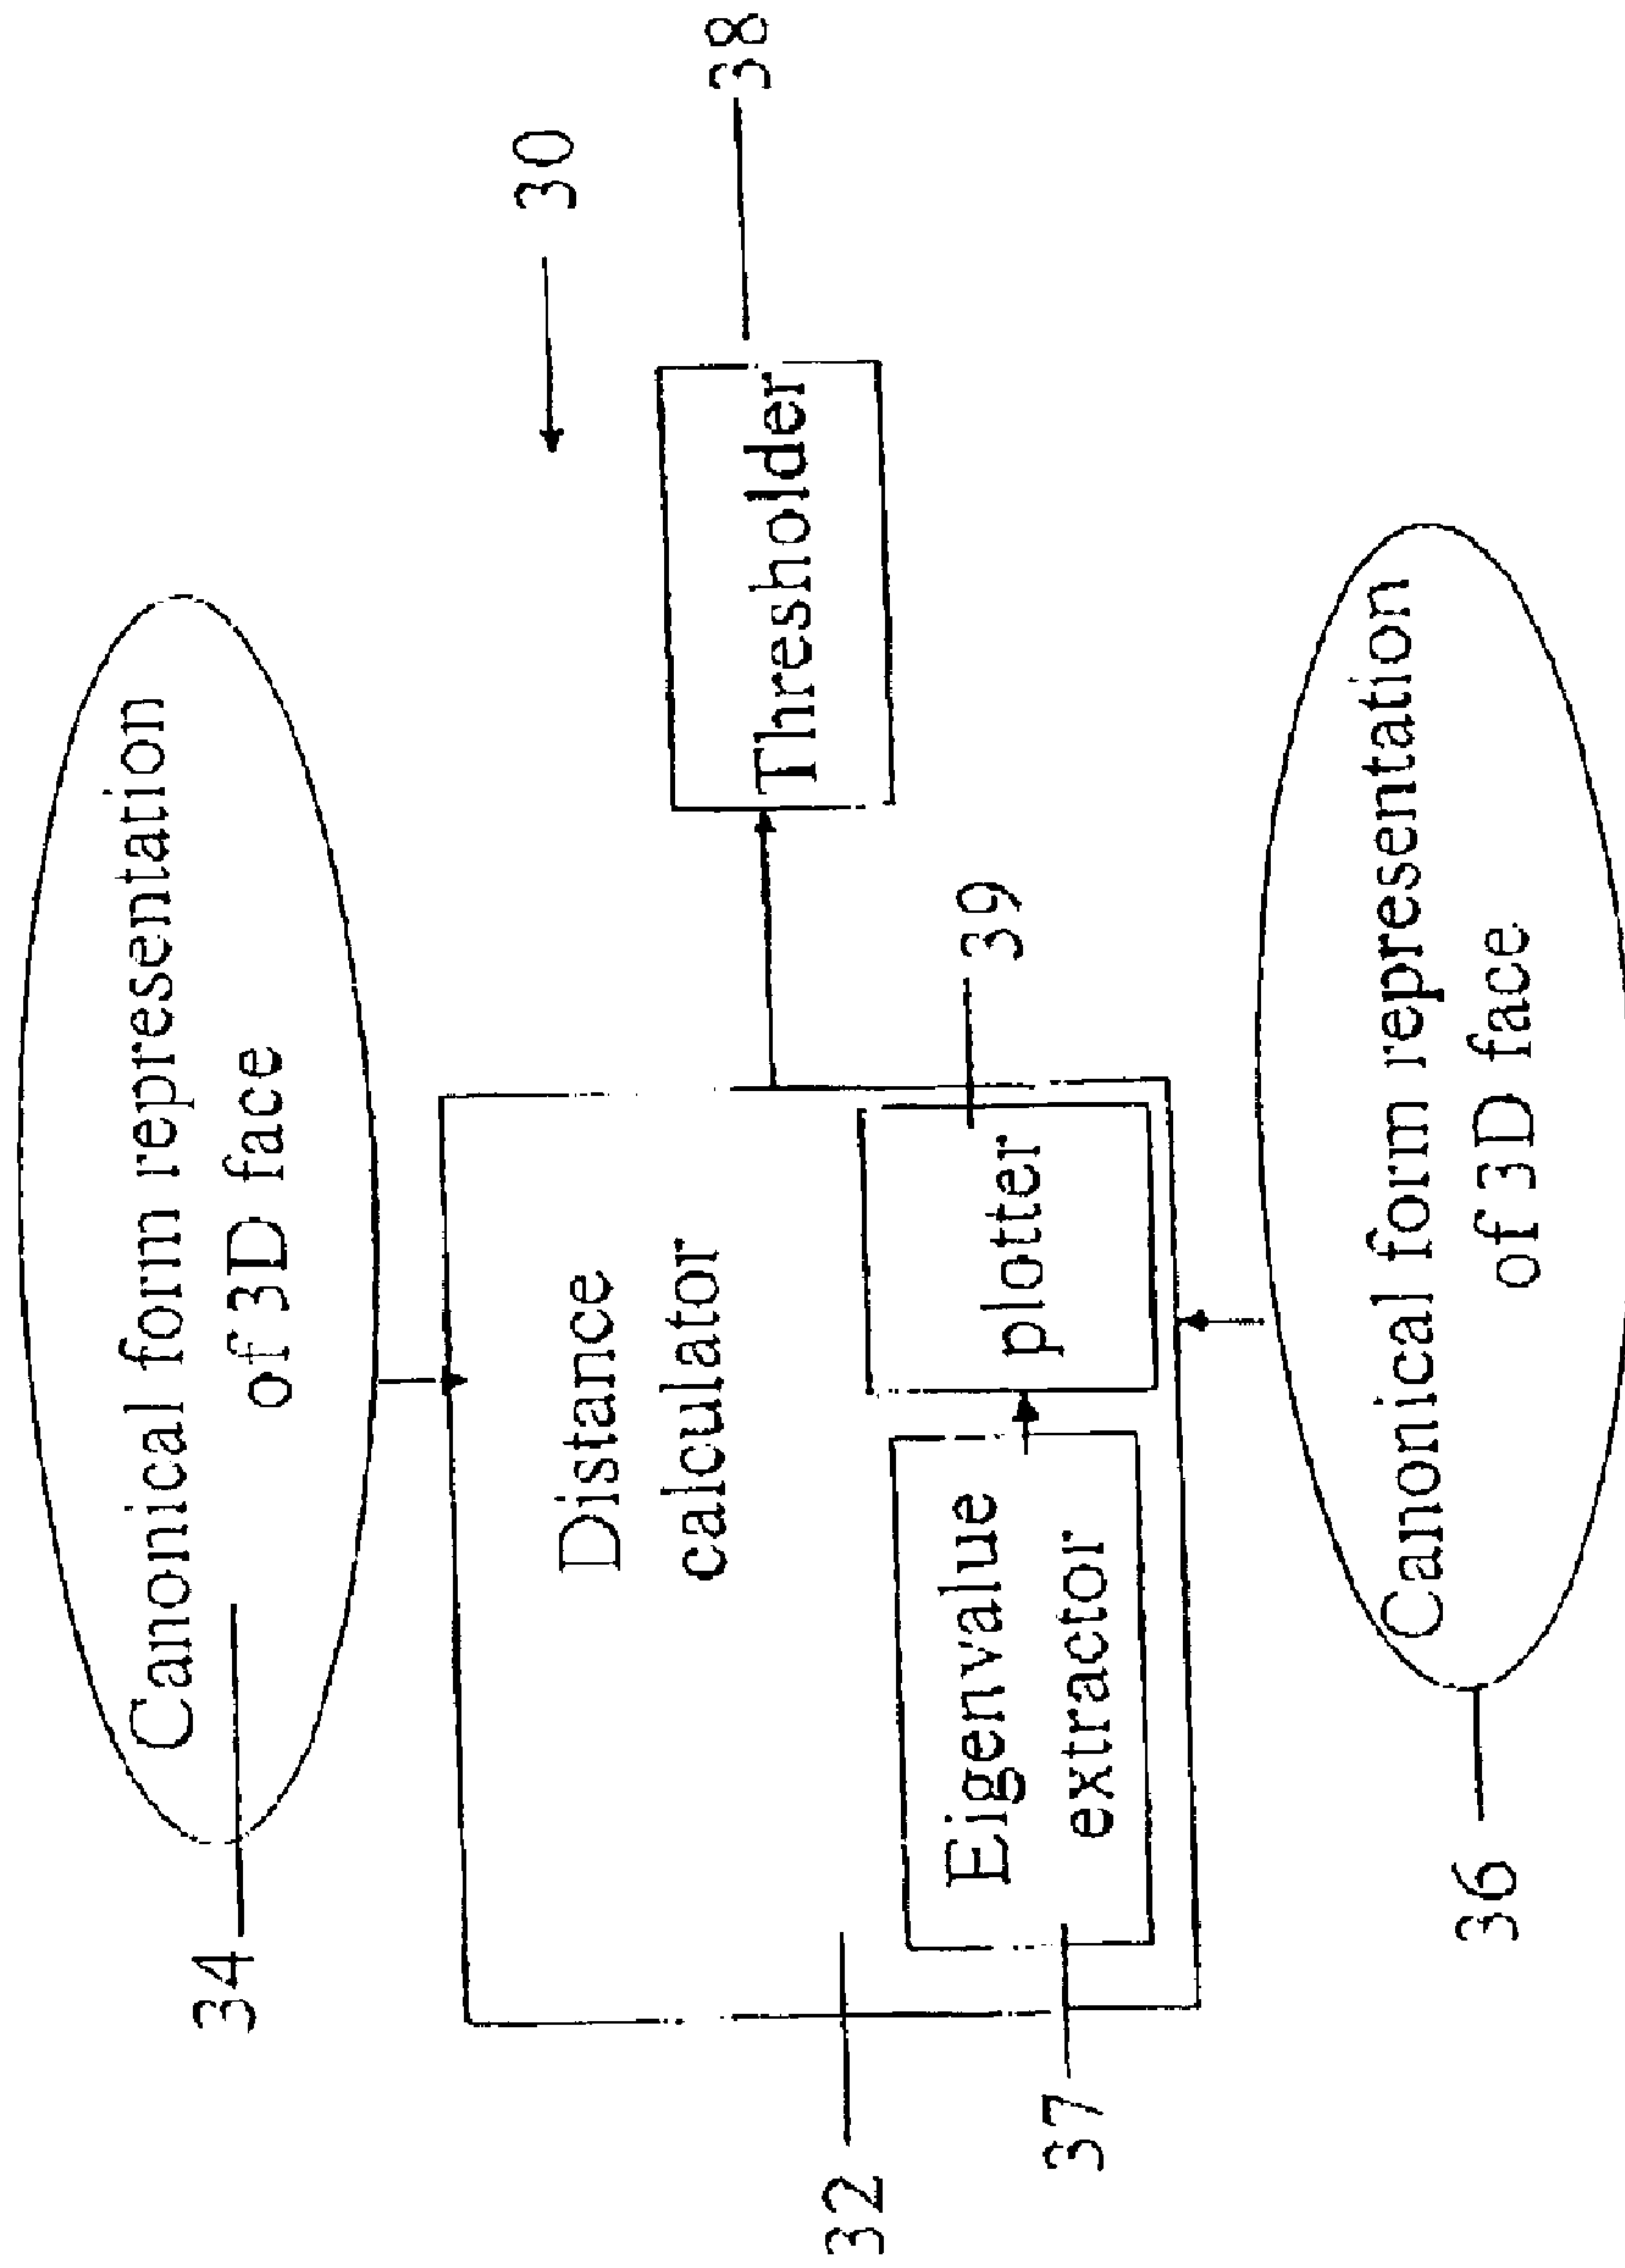 Canonical form representation
of 3D face
34
30
38
Distance
calculator
Thresholder
32
Eigenvalue
extractor
plotter
39
37
Canonical form representation
of 3D face
36